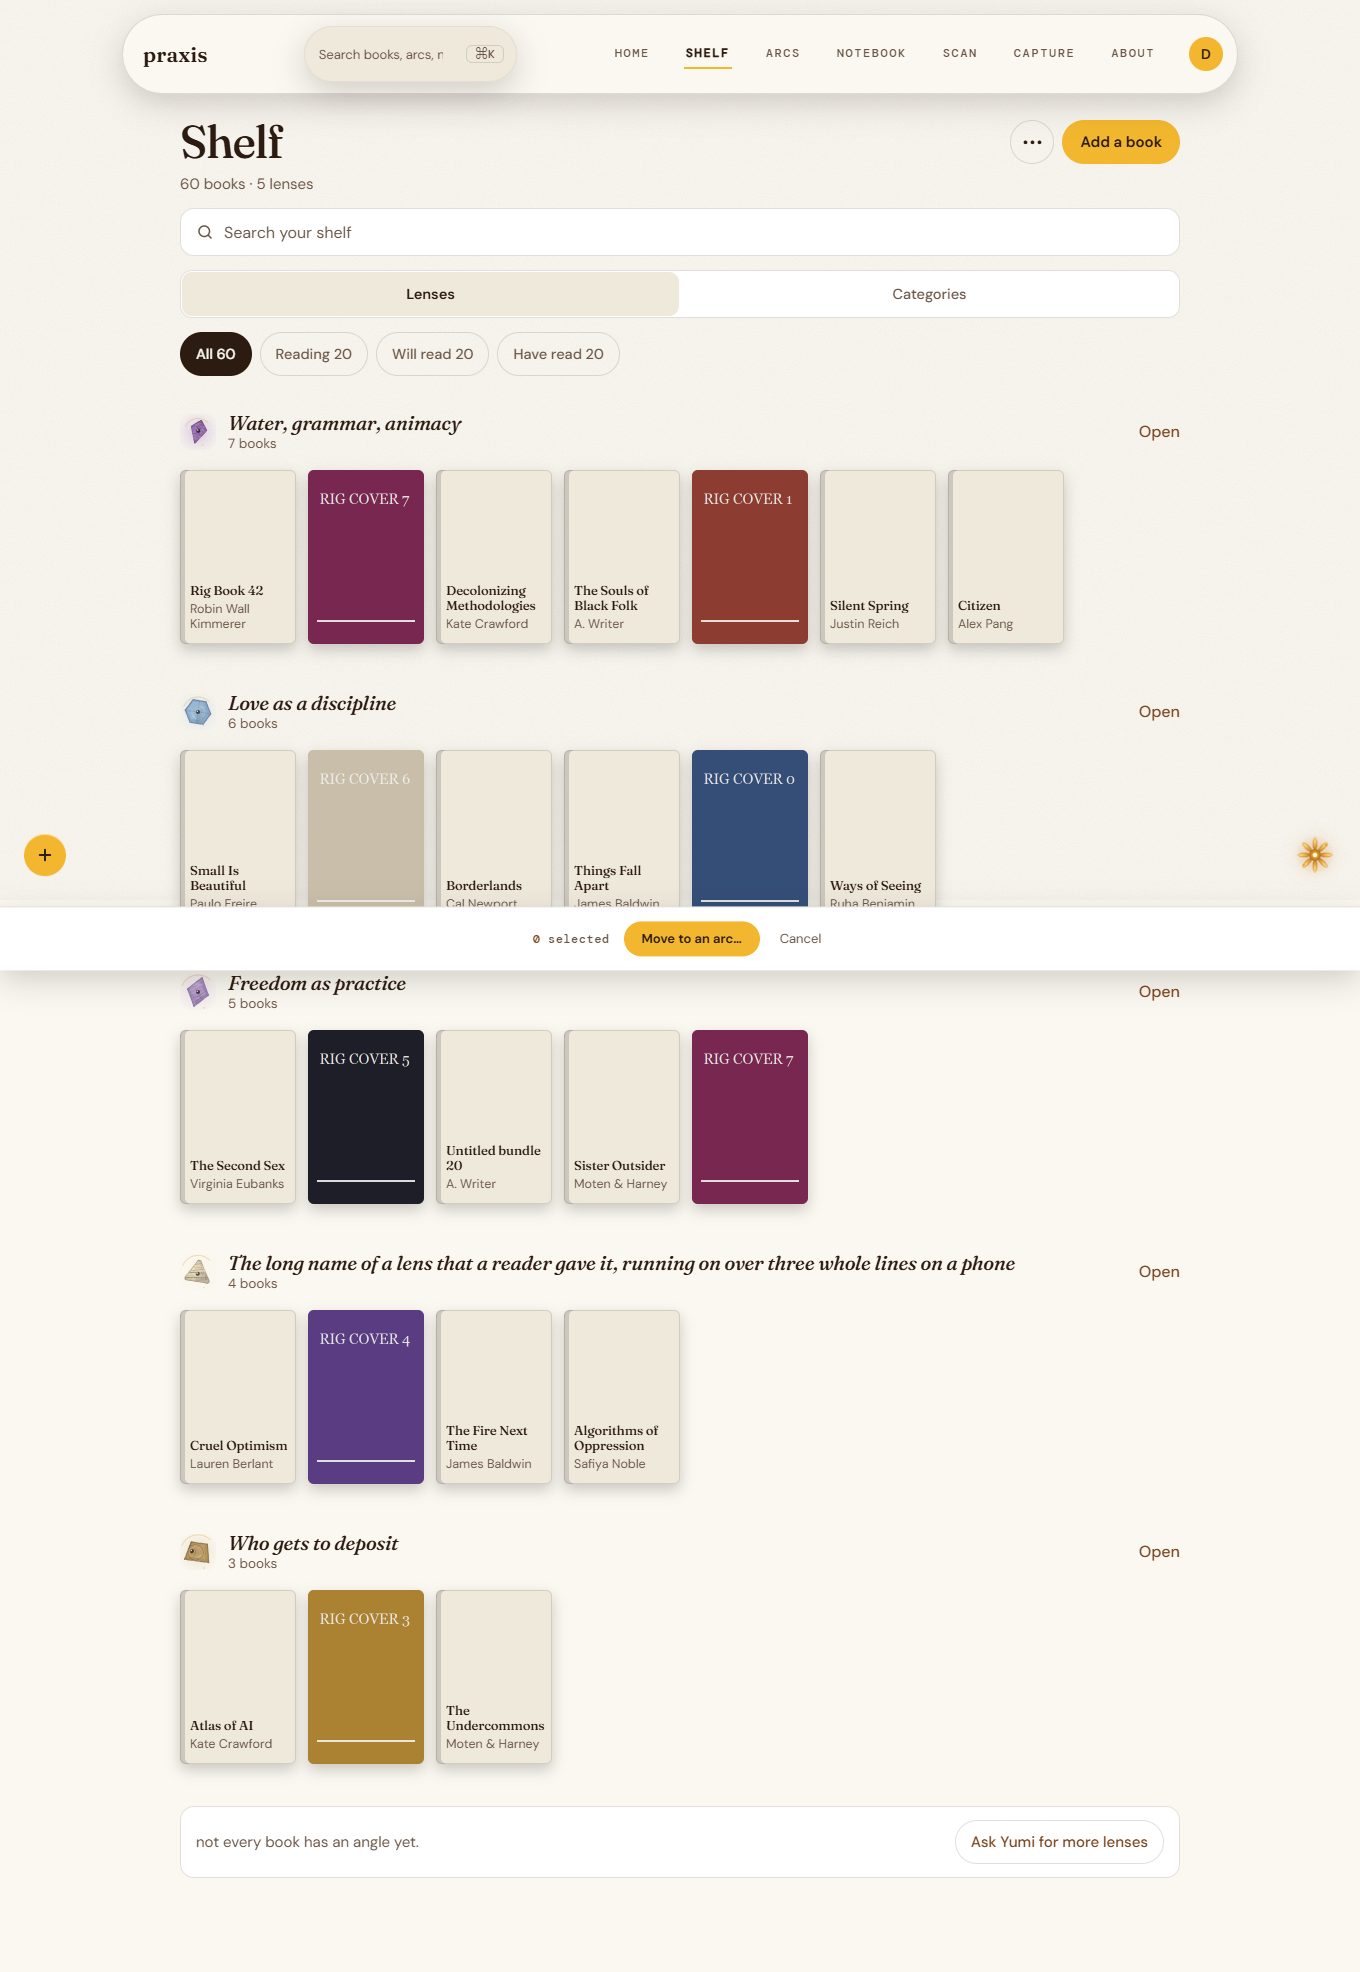 praxis
Search books, arcs, n
⌘K
HOME SHELF ARCS NOTEBOOK SCAN CAPTURE ABOUT
D
Shelf
Add a book
60 books · 5 lenses
Search your shelf
Lenses
Categories
All 60
Reading 20
Will read 20
Have read 20
Water, grammar, animacy
7 books
Open
Rig Book 42
Robin Wall
Kimmerer
RIG COVER 7
Decolonizing
Methodologies
Kate Crawford
The Souls of
Black Folk
A. Writer
RIG COVER 1
Silent Spring
Justin Reich
Citizen
Alex Pang
Love as a discipline
6 books
Open
Small Is
Beautiful
Paulo Freire
RIG COVER 6
Borderlands
Cal Newport
Things Fall
Apart
James Baldwin
RIG COVER 0
Ways of Seeing
Ruha Benjamin
0 selected
Move to an arc...
Cancel
Freedom as practice
5 books
Open
The Second Sex
Virginia Eubanks
RIG COVER 5
Untitled bundle
20
A. Writer
Sister Outsider
Moten & Harney
RIG COVER 7
The long name of a lens that a reader gave it, running on over three whole lines on a phone
4 books
Open
Cruel Optimism
Lauren Berlant
RIG COVER 4
The Fire Next
Time
James Baldwin
Algorithms of
Oppression
Safiya Noble
Who gets to deposit
3 books
Open
Atlas of AI
Kate Crawford
RIG COVER 3
The
Undercommons
Moten & Harney
not every book has an angle yet.
Ask Yumi for more lenses